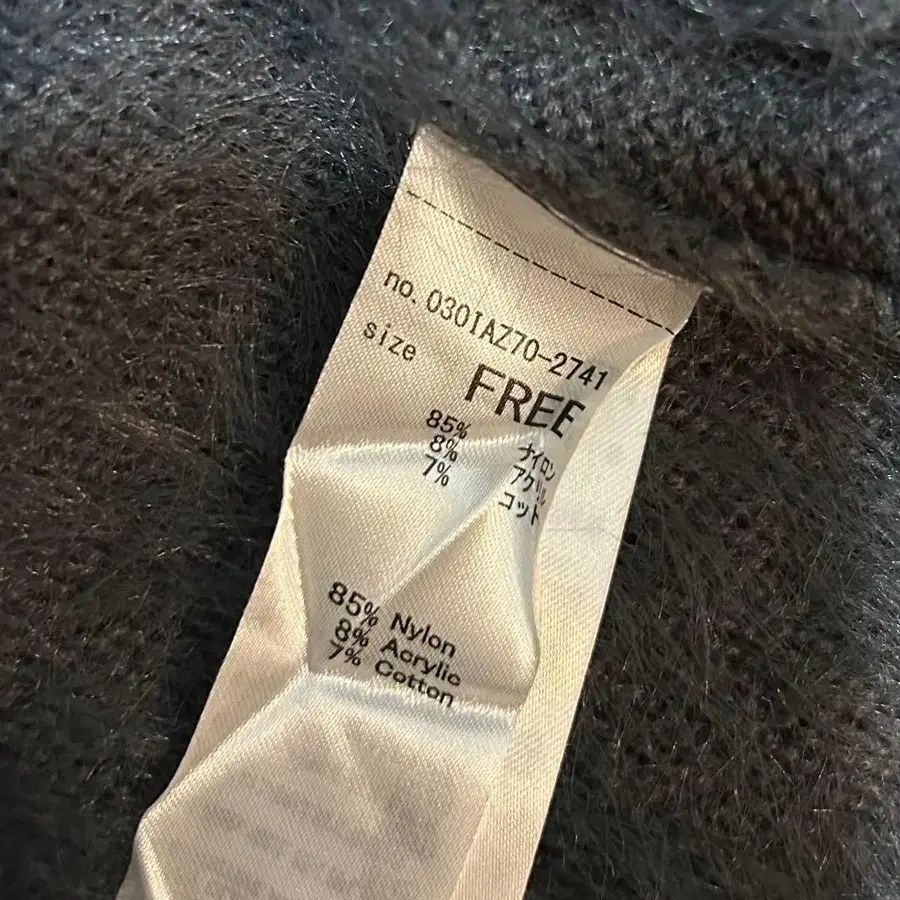 no. 0301AZ70-2741
size
FREE
85% ナイロン
8% アクリル
7% コット
85% Nylon
8% Acrylic
7% Cotton